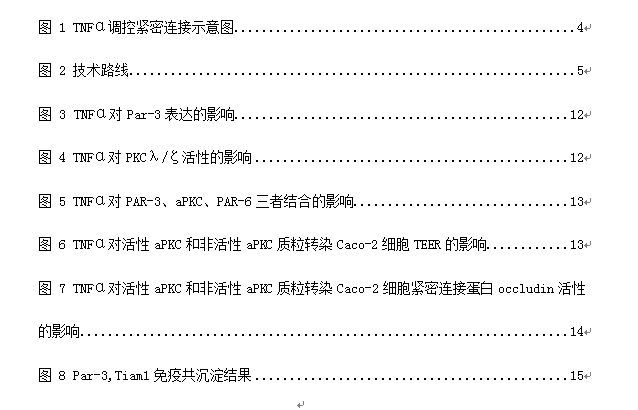 图 1 TNFα调控紧密连接示意图....................................................4
图 2 技术路线....................................................................5
图 3 TNFα对 Par-3 表达的影响..................................................12
图 4 TNFα对 PKCλ/ζ活性的影响................................................12
图 5 TNFα对 PAR-3、aPKC、PAR-6 三者结合的影响................................13
图 6 TNFα对活性 aPKC 和非活性 aPKC 质粒转染 Caco-2 细胞 TEER 的影响............13
图 7 TNFα对活性 aPKC 和非活性 aPKC 质粒转染 Caco-2 细胞紧密连接蛋白 occludin 活性
的影响..........................................................................14
图 8 Par-3,Tiam1 免疫共沉淀结果................................................15